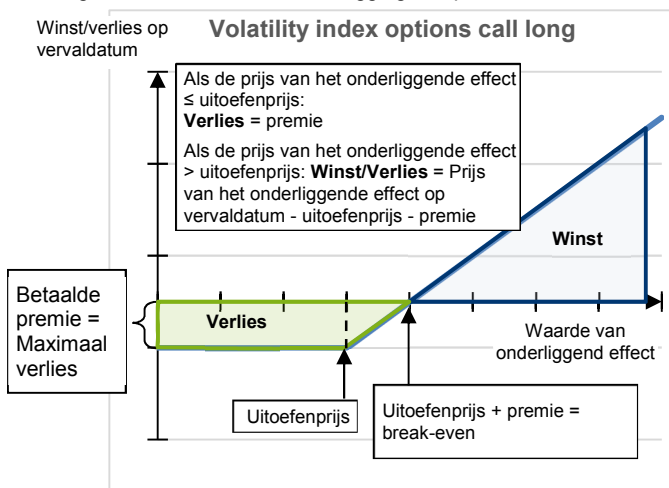 Volatility index options call long
Winst/verlies op
vervaldatum
Als de prijs van het onderliggende effect
≤ uitoefenprijs:
Verlies = premie
Als de prijs van het onderliggende effect
> uitoefenprijs: Winst/Verlies = Prijs
van het onderliggende effect op
vervaldatum - uitoefenprijs - premie
Winst
Betaalde
premie =
Maximaal
verlies
Verlies
Waarde van
onderliggend effect
Uitoefenprijs
Uitoefenprijs + premie =
break-even